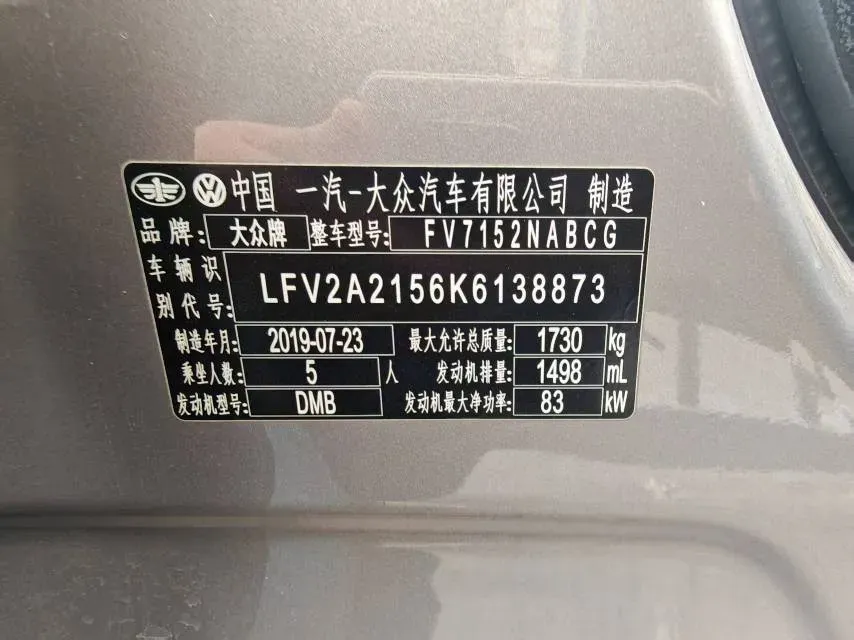 中国 一汽-大众汽车有限公司 制造
品牌: 大众牌 整车型号: FV7152NABCG
车辆识别代号: LFV2A2156K6138873
制造年月: 2019-07-23 最大允许总质量: 1730 kg
乘坐人数: 5 人 发动机排量: 1498 mL
发动机型号: DMB 发动机最大净功率: 83 kW